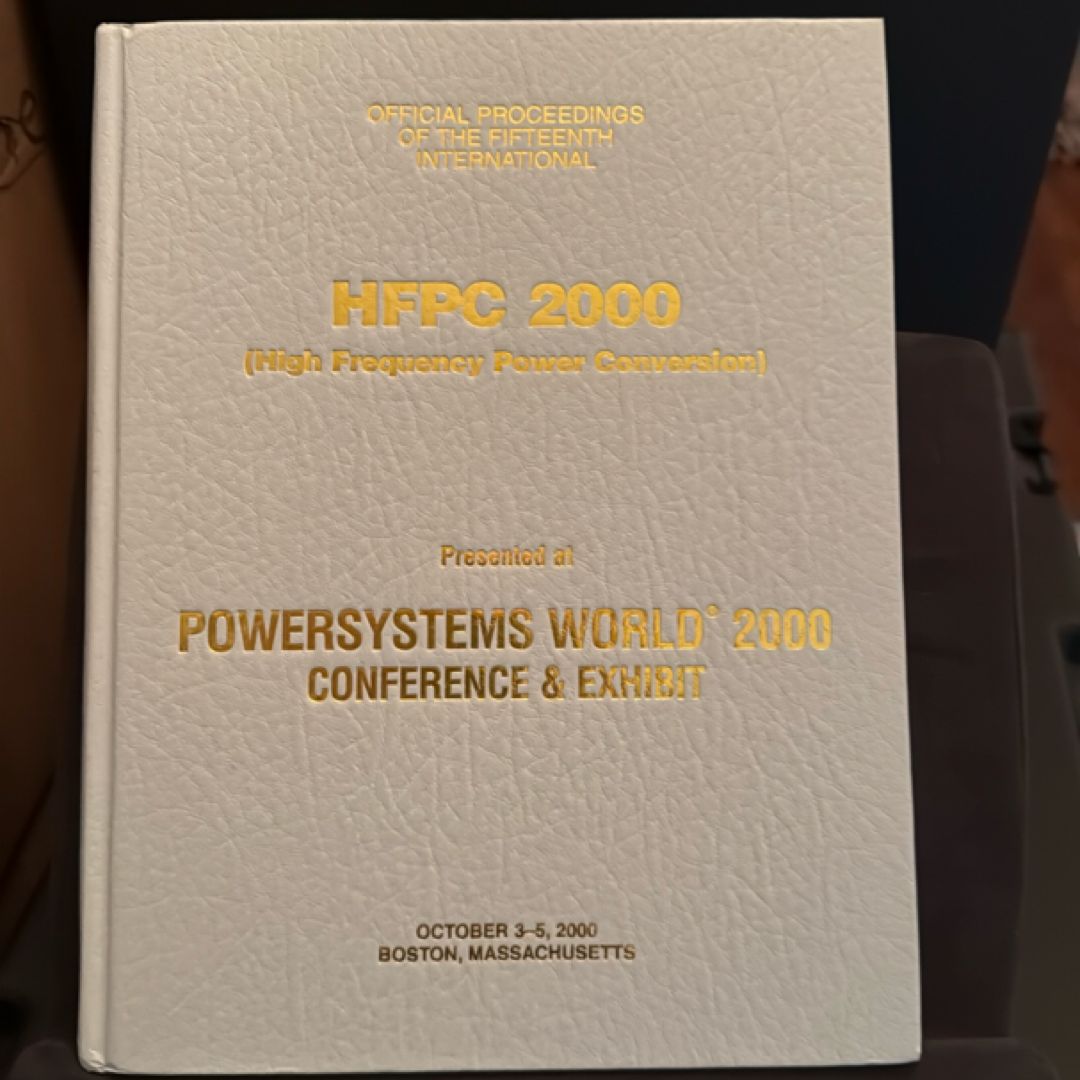 OFFICIAL PROCEEDINGS
OF THE FIFTEENTH
INTERNATIONAL
HFPC 2000
(High Frequency Power Conversion)
Presented at
POWERSYSTEMS WORLD® 2000
CONFERENCE & EXHIBIT
OCTOBER 3–5, 2000
BOSTON, MASSACHUSETTS